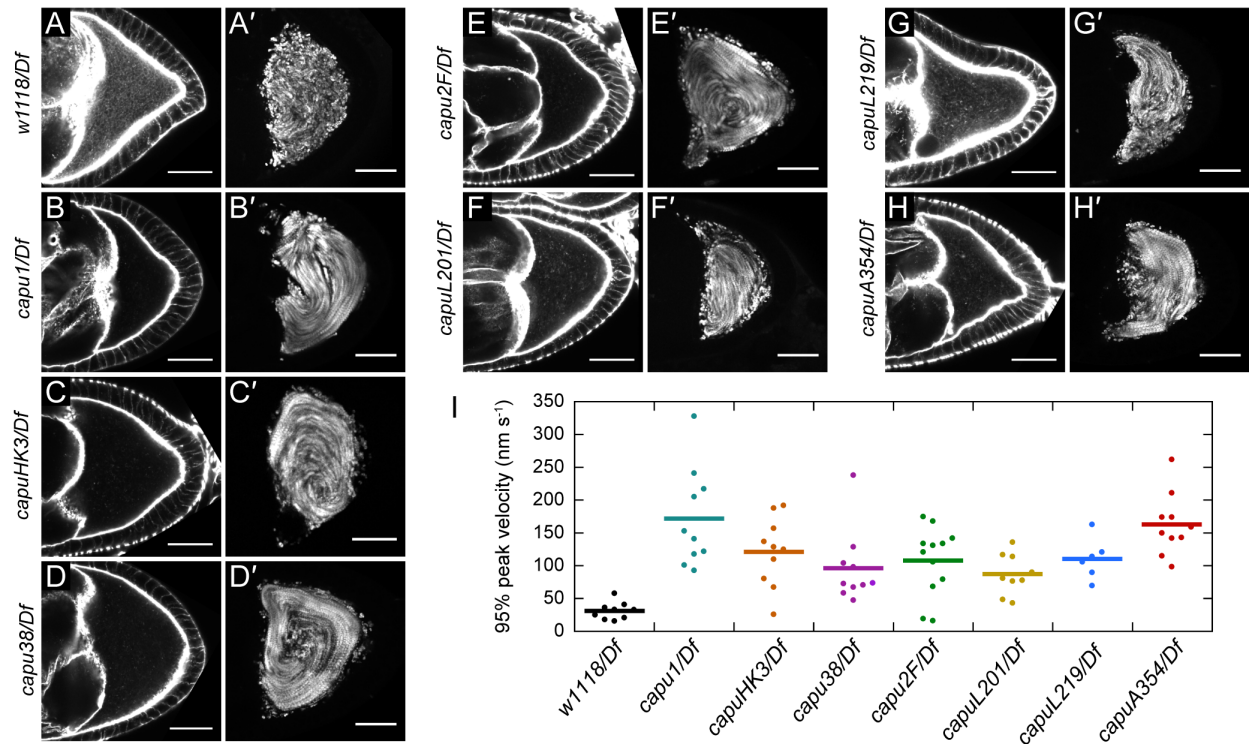 A
A′
w1118/Df
B
B′
capu1/Df
C
C′
capuHK3/Df
D
D′
capu38/Df
E
E′
capu2F/Df
F
F′
capuL201/Df
G
G′
capuL219/Df
H
H′
capuA354/Df
I
95% peak velocity (nm s⁻¹)
350
300
250
200
150
100
50
0
w1118/Df
capu1/Df
capuHK3/Df
capu38/Df
capu2F/Df
capuL201/Df
capuL219/Df
capuA354/Df